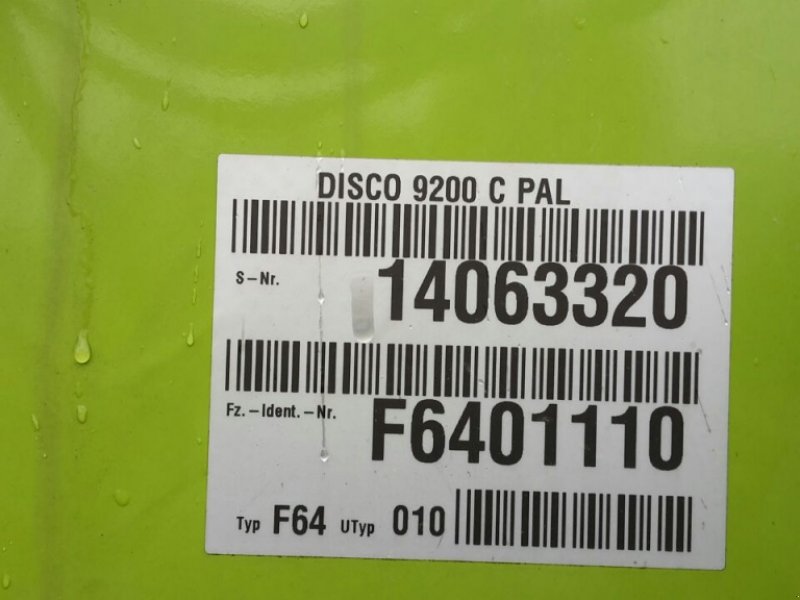 DISCO 9200 C PAL
S-Nr. 14063320
Fz.-Ident.-Nr. F6401110
Typ F64 UTyp 010